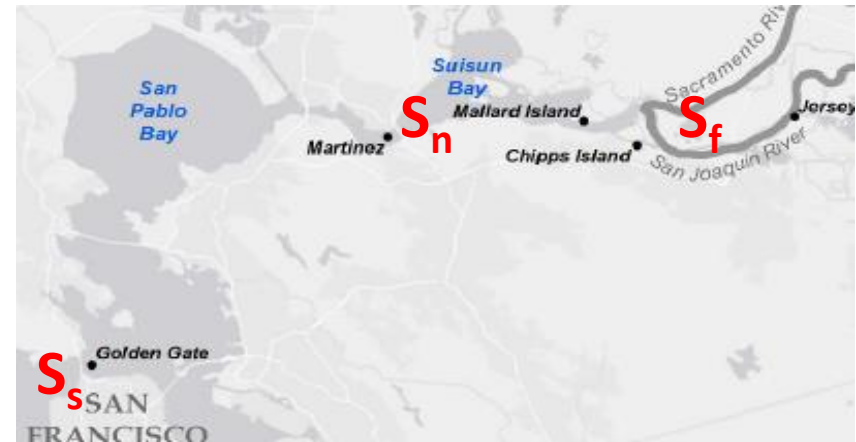 Sacramento Riv
San
Pablo
Bay
Suisun
Bay
Sn
Mallard Island
Sf
Jersey
Martinez
Chipps Island
San Joaquin River
Golden Gate
Ss
SAN
FRANCISCO